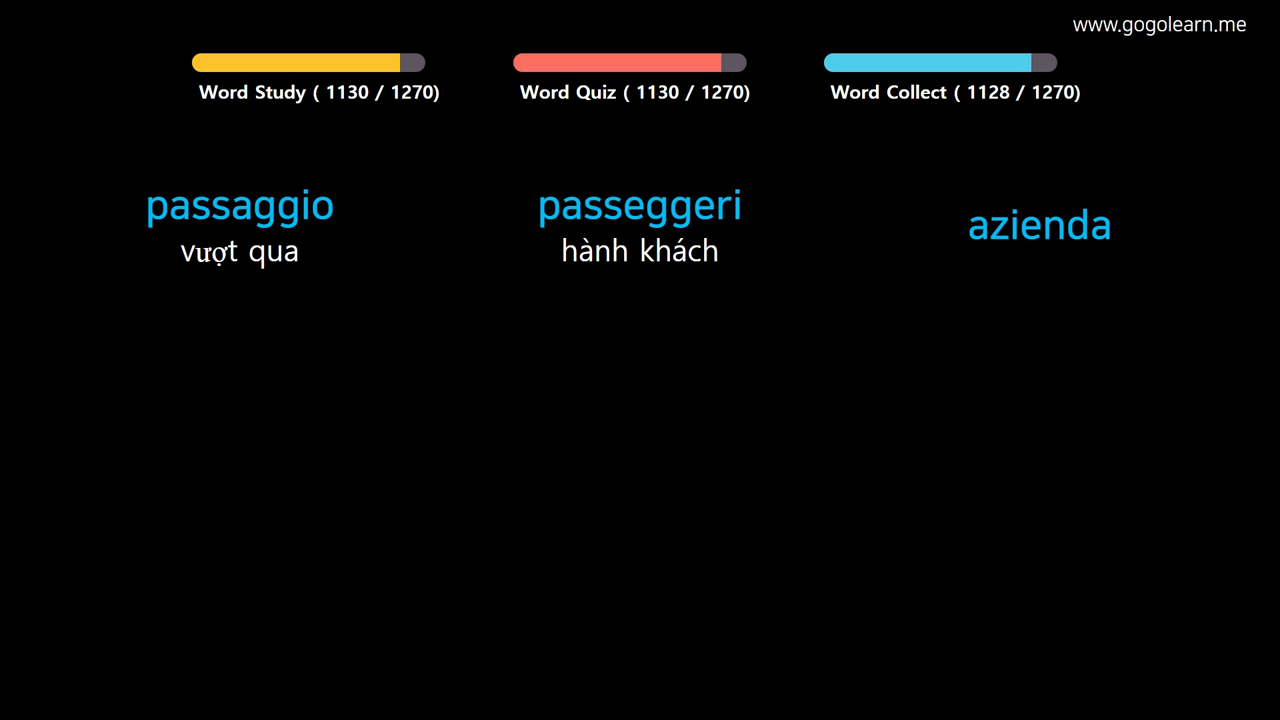 www.gogolearn.me
Word Study ( 1130 / 1270)
Word Quiz ( 1130 / 1270)
Word Collect ( 1128 / 1270)
passaggio
vượt qua
passeggeri
hành khách
azienda